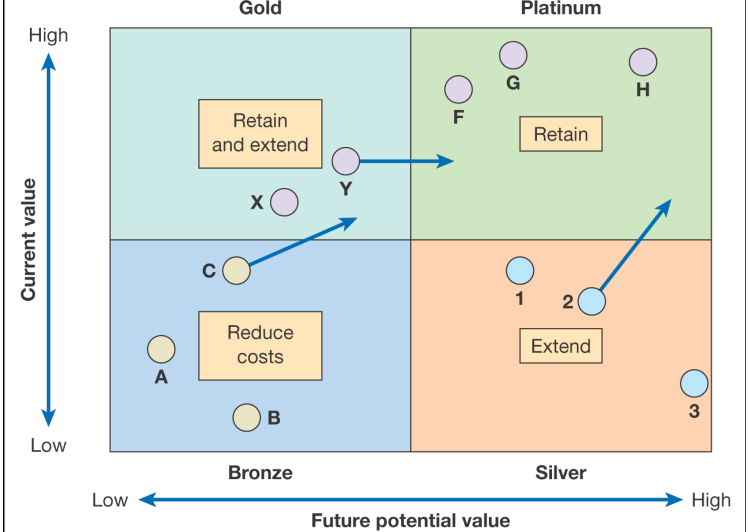 Gold
Platinum
High
G
H
F
Retain
and extend
Retain
Y
X
Current value
C
1
2
Reduce
costs
Extend
A
3
B
Low
Bronze
Silver
Low
High
Future potential value